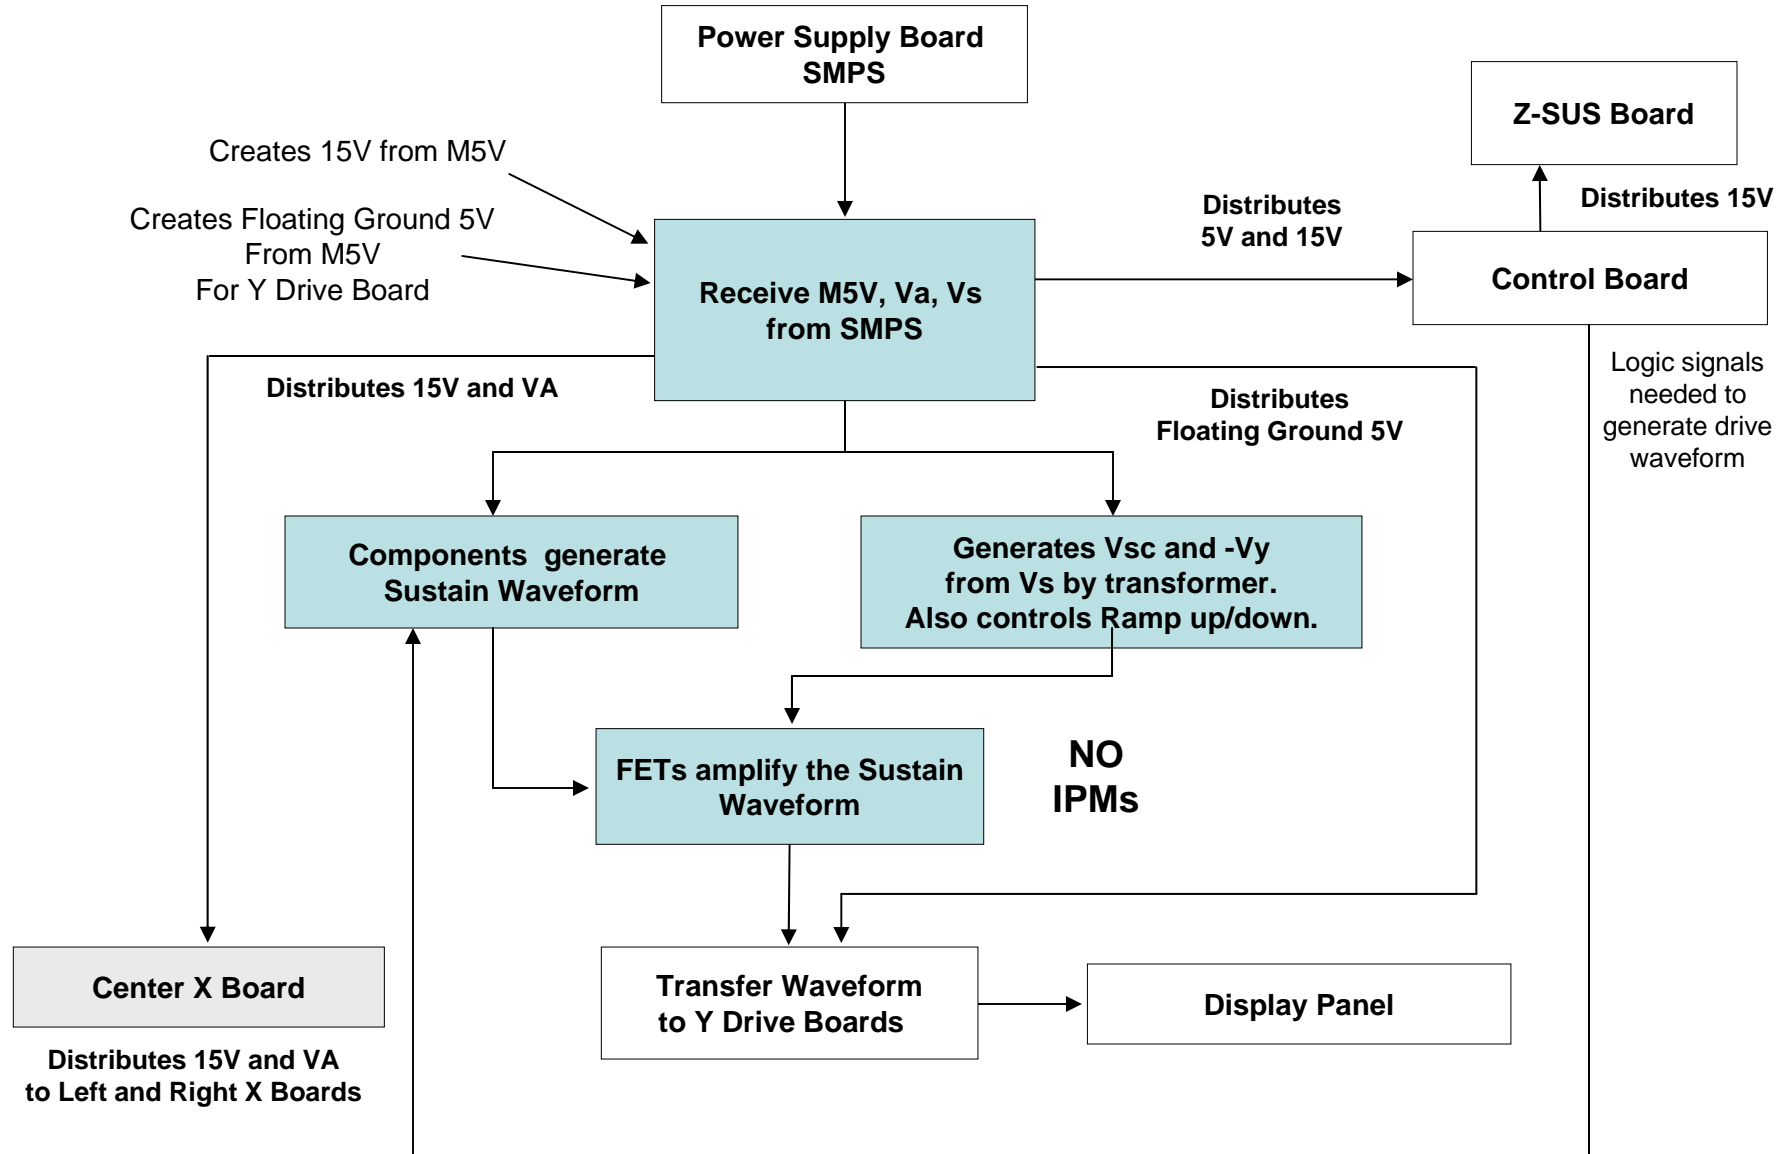 Power Supply Board
SMPS
Z-SUS Board
Creates 15V from M5V
Distributes 15V
Creates Floating Ground 5V
From M5V
For Y Drive Board
Distributes
5V and 15V
Receive M5V, Va, Vs
from SMPS
Control Board
Distributes 15V and VA
Distributes
Floating Ground 5V
Logic signals
needed to
generate drive
waveform
Components generate
Sustain Waveform
Generates Vsc and -Vy
from Vs by transformer.
Also controls Ramp up/down.
FETs amplify the Sustain
Waveform
NO
IPMs
Center X Board
Transfer Waveform
to Y Drive Boards
Display Panel
Distributes 15V and VA
to Left and Right X Boards